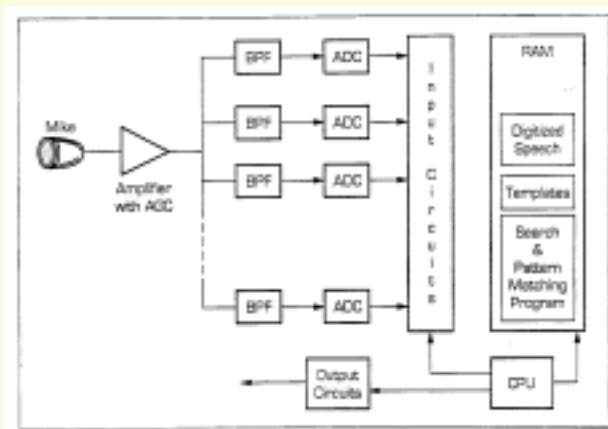 Mike
Amplifier
with AGC
BPF
ADC
BPF
ADC
BPF
ADC
BPF
ADC
Input Circuits
RAM
Digitized
Speech
Templates
Search
&
Pattern
Matching
Program
Output
Circuits
CPU